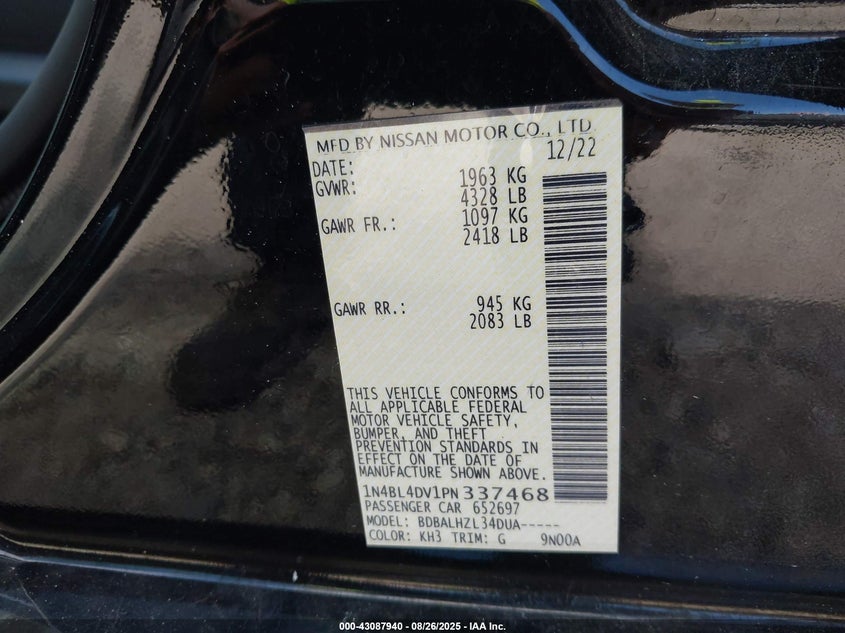 MFD BY NISSAN MOTOR CO., LTD
DATE: 12/22
GVWR: 1963 KG
4328 LB
GAWR FR.: 1097 KG
2418 LB
GAWR RR.: 945 KG
2083 LB
THIS VEHICLE CONFORMS TO
ALL APPLICABLE FEDERAL
MOTOR VEHICLE SAFETY,
BUMPER, AND THEFT
PREVENTION STANDARDS IN
EFFECT ON THE DATE OF
MANUFACTURE SHOWN ABOVE.
1N4BL4DV1PN337468
PASSENGER CAR 652697
MODEL: BDBALHZL34DUA-----
COLOR: KH3 TRIM: G 9N00A
000-43087940 - 08/26/2025 - IAA Inc.